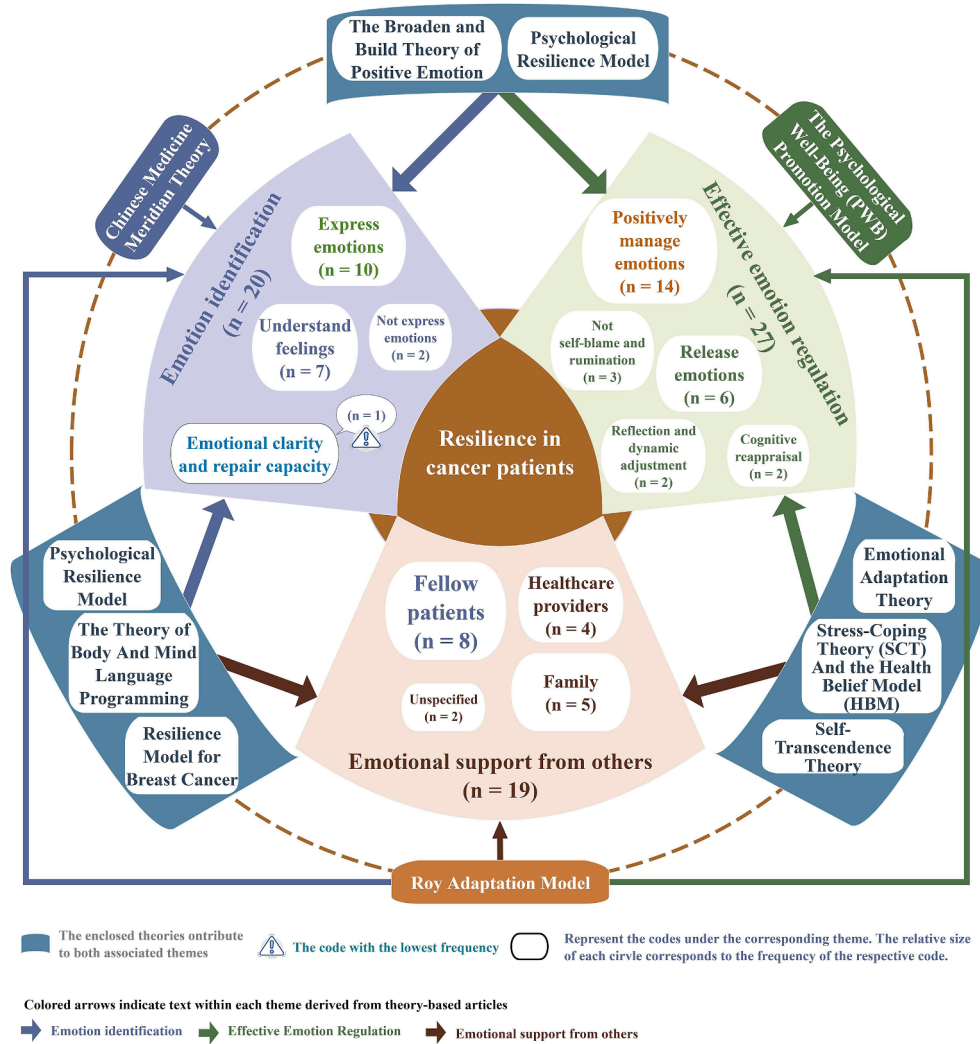 The Broaden and
Build Theory of
Positive Emotion
Psychological
Resilience Model
Chinese Medicine
Meridian Theory
The Psychological
Well-Being (PWB)
Promotion Model
Emotion identification
(n = 20)
Express
emotions
(n = 10)
Understand
feelings
(n = 7)
Not express
emotions
(n = 2)
(n = 1)
Emotional clarity
and repair capacity
Effective emotion regulation
(n = 27)
Positively
manage
emotions
(n = 14)
Not
self-blame and
rumination
(n = 3)
Release
emotions
(n = 6)
Reflection and
dynamic
adjustment
(n = 2)
Cognitive
reappraisal
(n = 2)
Resilience in
cancer patients
Psychological
Resilience
Model
The Theory of
Body And Mind
Language
Programming
Resilience
Model for
Breast Cancer
Fellow
patients
(n = 8)
Healthcare
providers
(n = 4)
Unspecified
(n = 2)
Family
(n = 5)
Emotional support from others
(n = 19)
Emotional
Adaptation
Theory
Stress-Coping
Theory (SCT)
And the Health
Belief Model
(HBM)
Self-
Transcendence
Theory
Roy Adaptation Model
The enclosed theories ontribute
to both associated themes
The code with the lowest frequency
Represent the codes under the corresponding theme. The relative size
of each cirvle corresponds to the frequency of the respective code.
Colored arrows indicate text within each theme derived from theory-based articles
Emotion identification
Effective Emotion Regulation
Emotional support from others